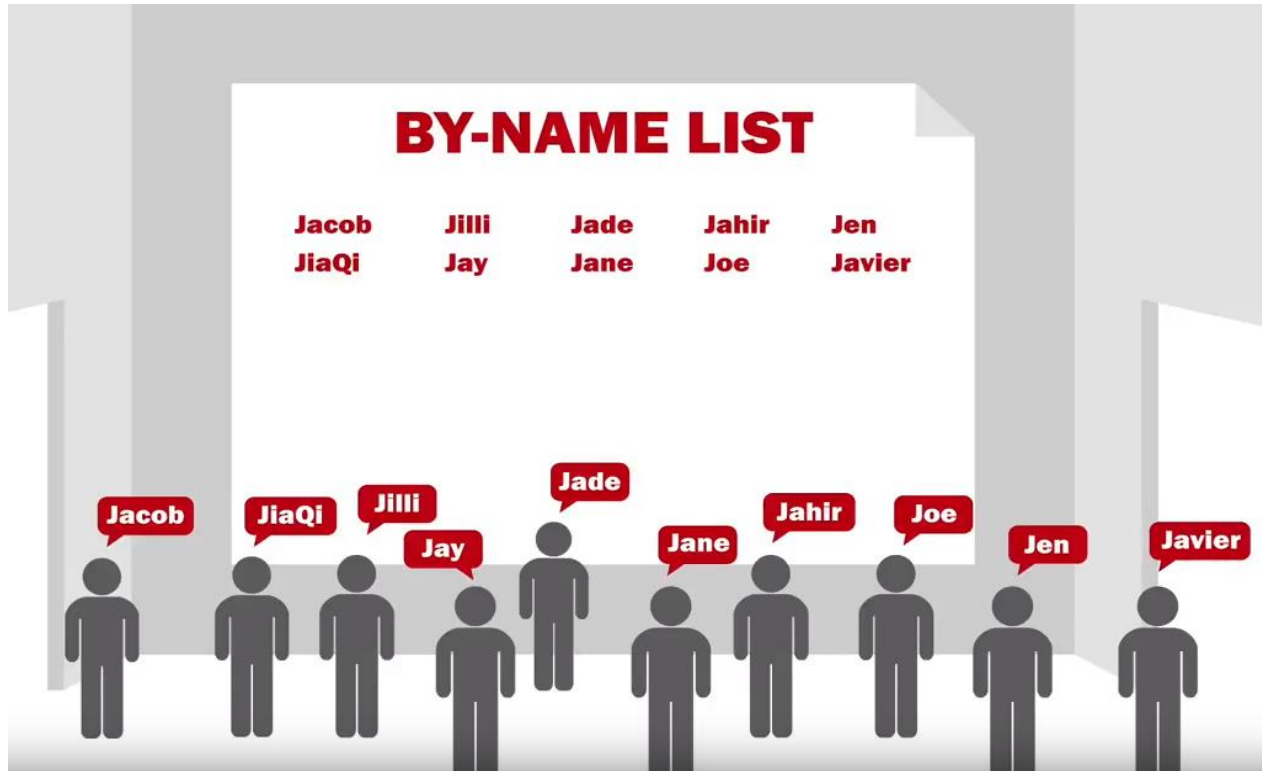 BY-NAME LIST
Jacob Jilli Jade Jahir Jen
JiaQi Jay Jane Joe Javier
Jade
Jacob
JiaQi
Jilli
Jay
Jane
Jahir
Joe
Jen
Javier